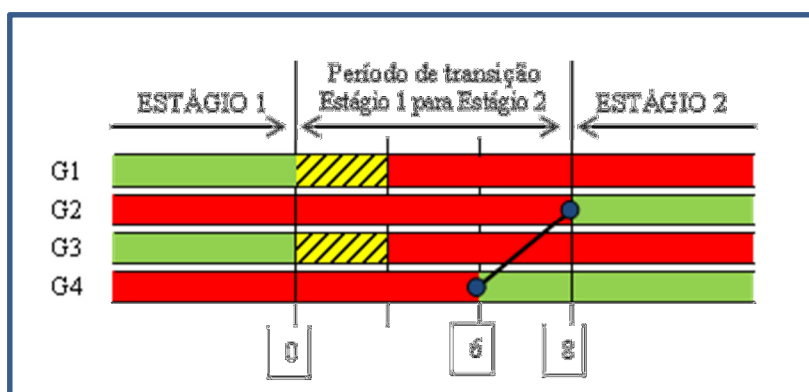 Período de transição
ESTÁGIO 1 Estágio 1 para Estágio 2 ESTÁGIO 2
G1
G2
G3
G4
0 6 8